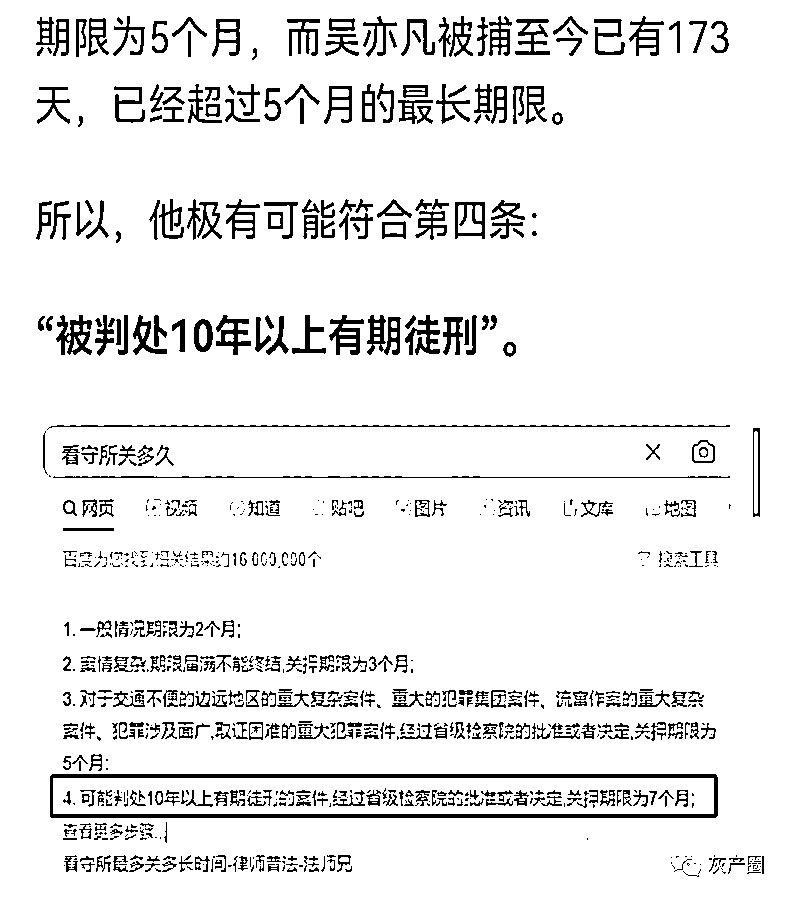 期限为5个月，而吴亦凡被捕至今已有173
天，已经超过5个月的最长期限。
所以，他极有可能符合第四条：
“被判处10年以上有期徒刑”。
看守所关多久
网页 视频 知道 贴吧 图片 资讯 文库 地图
百度为您找到相关结果约16,000,000个 搜索工具
1. 一般情况期限为2个月;
2. 案情复杂,期限届满不能终结,关押期限为3个月;
3. 对于交通不便的边远地区的重大复杂案件、重大的犯罪集团案件、流窜作案的重大复杂
案件、犯罪涉及面广,取证困难的重大犯罪案件,经过省级检察院的批准或者决定,关押期限为
5个月;
4. 可能判处10年以上有期徒刑的案件,经过省级检察院的批准或者决定,关押期限为7个月;
查看更多步骤...
看守所最多关多长时间-律师普法-法师兄
灰产圈